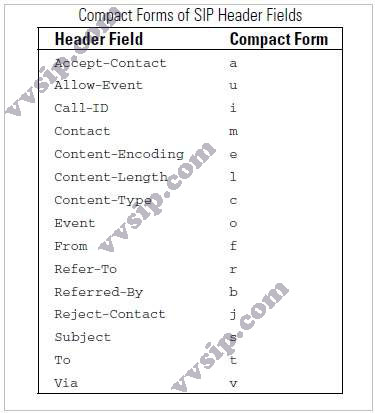 Compact Forms of SIP Header Fields
Header Field Compact Form
Accept-Contact a
Allow-Event u
Call-ID i
Contact m
Content-Encoding e
Content-Length l
Content-Type c
Event o
From f
Refer-To r
Referred-By b
Reject-Contact j
Subject s
To t
Via v
vvsip.com
vvsip.com
vvsip.com